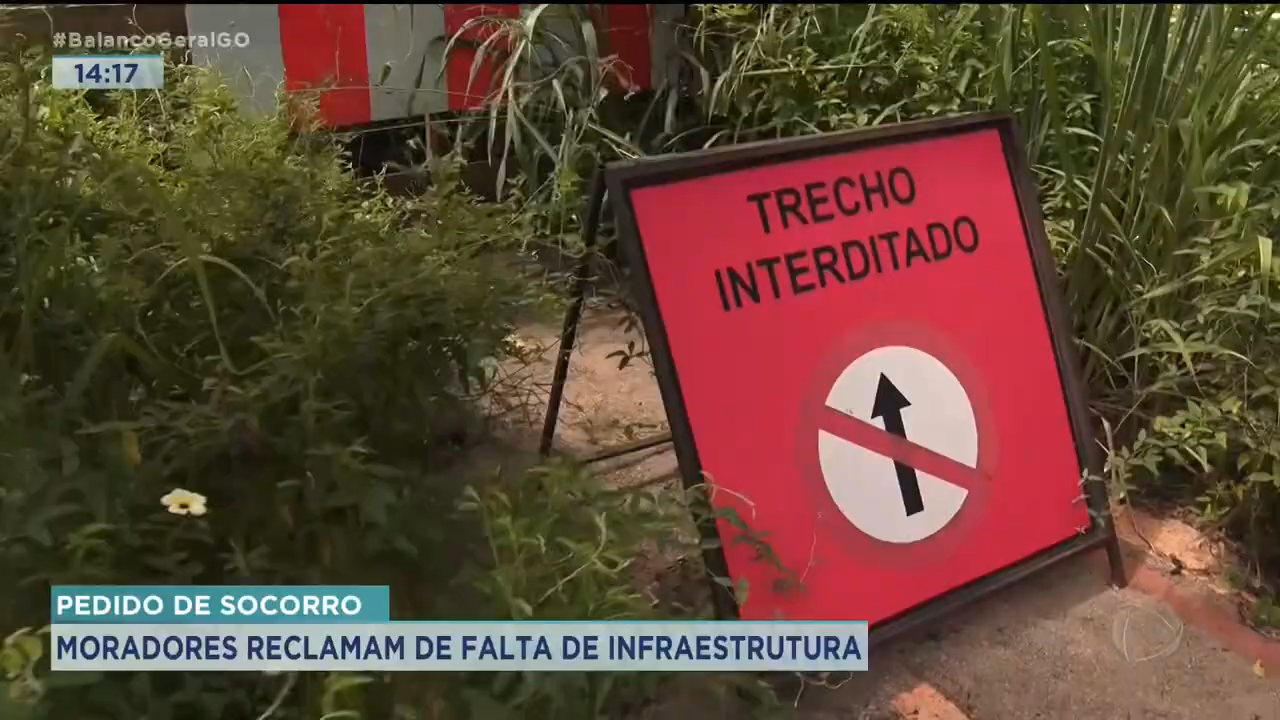 #BalancoGeralGO
14:17
TRECHO
INTERDITADO
PEDIDO DE SOCORRO
MORADORES RECLAMAM DE FALTA DE INFRAESTRUTURA